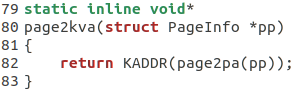 79 static inline void*
80 page2kva(struct PageInfo *pp)
81 {
82     return KADDR(page2pa(pp));
83 }